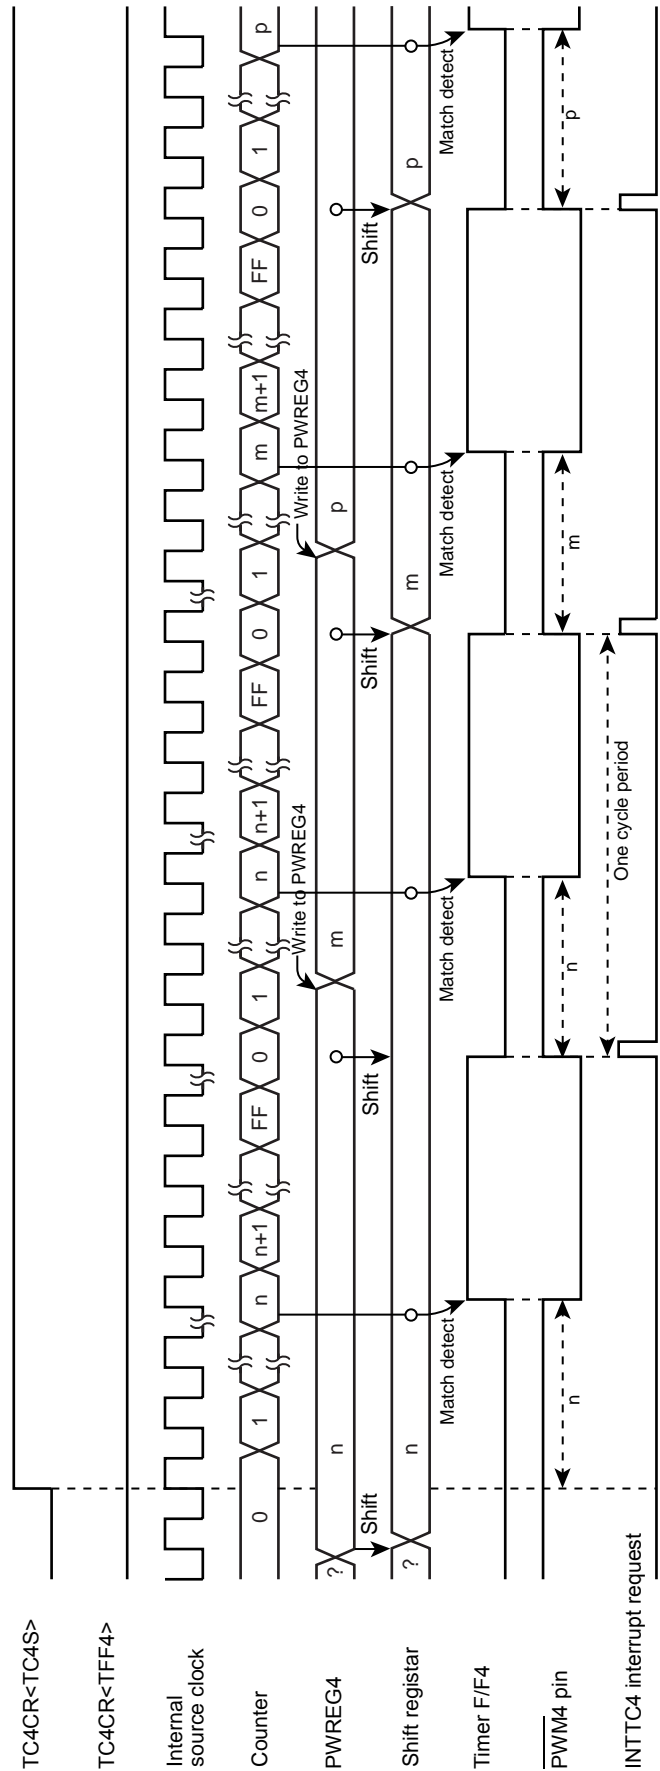 TC4CR<TC4S>
TC4CR<TFF4>
Internal
source clock
Counter 0 1 n n+1 FF 0 1 n n+1 FF 0 1 m m+1 FF 0 1 p
Write to PWREG4 Write to PWREG4
PWREG4 ? n m p
Shift Shift Shift Shift
Shift registar ? n m p
Match detect Match detect Match detect Match detect
Timer F/F4
PWM4 pin n n m p
One cycle period
INTTC4 interrupt request